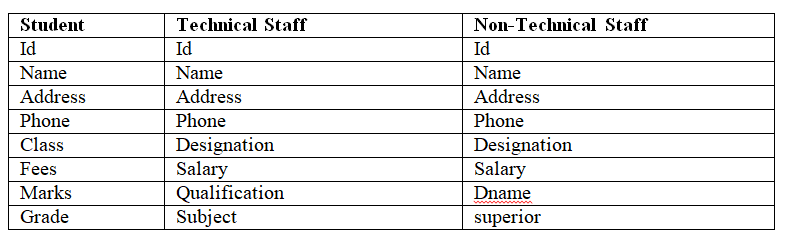 Student Technical Staff Non-Technical Staff
Id Id Id
Name Name Name
Address Address Address
Phone Phone Phone
Class Designation Designation
Fees Salary Salary
Marks Qualification Dname
Grade Subject superior